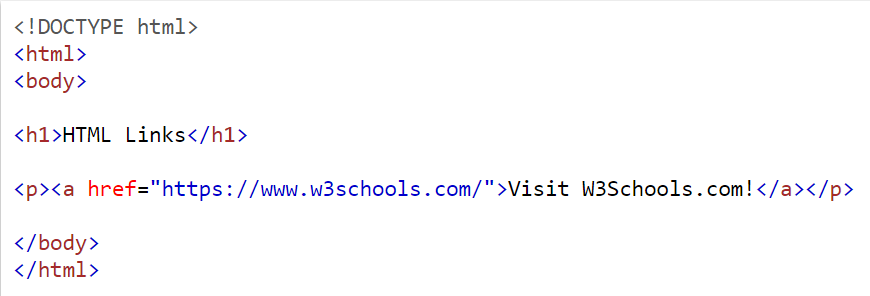 <!DOCTYPE html>
<html>
<body>
<h1>HTML Links</h1>
<p><a href="https://www.w3schools.com/">Visit W3Schools.com!</a></p>
</body>
</html>